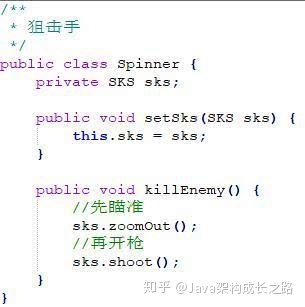 /**
 * 狙击手
 */
public class Spinner {
    private SKS sks;

    public void setSks(SKS sks) {
        this.sks = sks;
    }

    public void killEnemy() {
        //先瞄准
        sks.zoomOut();
        //再开枪
        sks.shoot();
    }
}
知乎 @Java架构成长之路